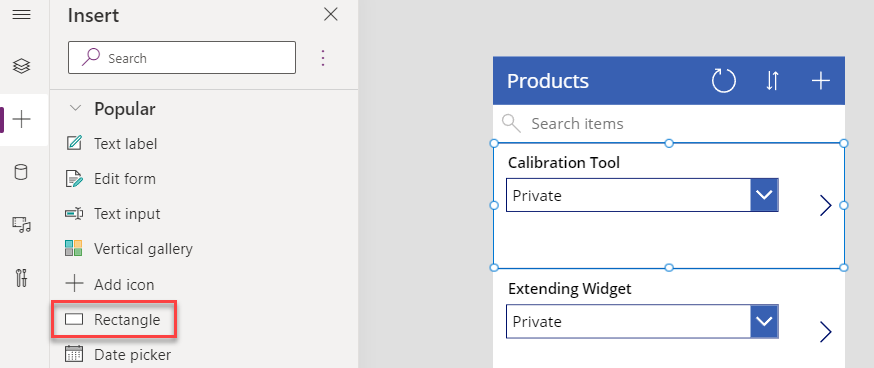 Insert
Search
Popular
Text label
Edit form
Text input
Vertical gallery
Add icon
Rectangle
Date picker
Products
Search items
Calibration Tool
Private
Extending Widget
Private